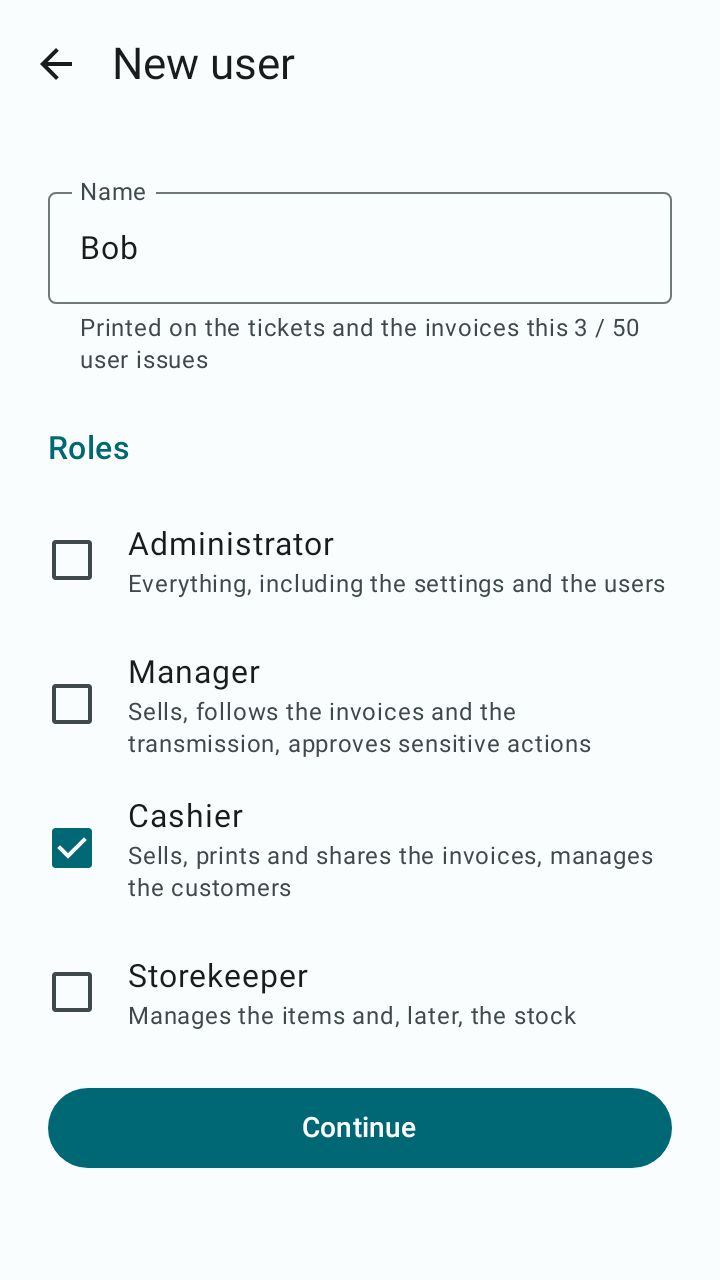 New user
Name
Bob
Printed on the tickets and the invoices this 3 / 50
user issues
Roles
Administrator
Everything, including the settings and the users
Manager
Sells, follows the invoices and the
transmission, approves sensitive actions
Cashier
Sells, prints and shares the invoices, manages
the customers
Storekeeper
Manages the items and, later, the stock
Continue